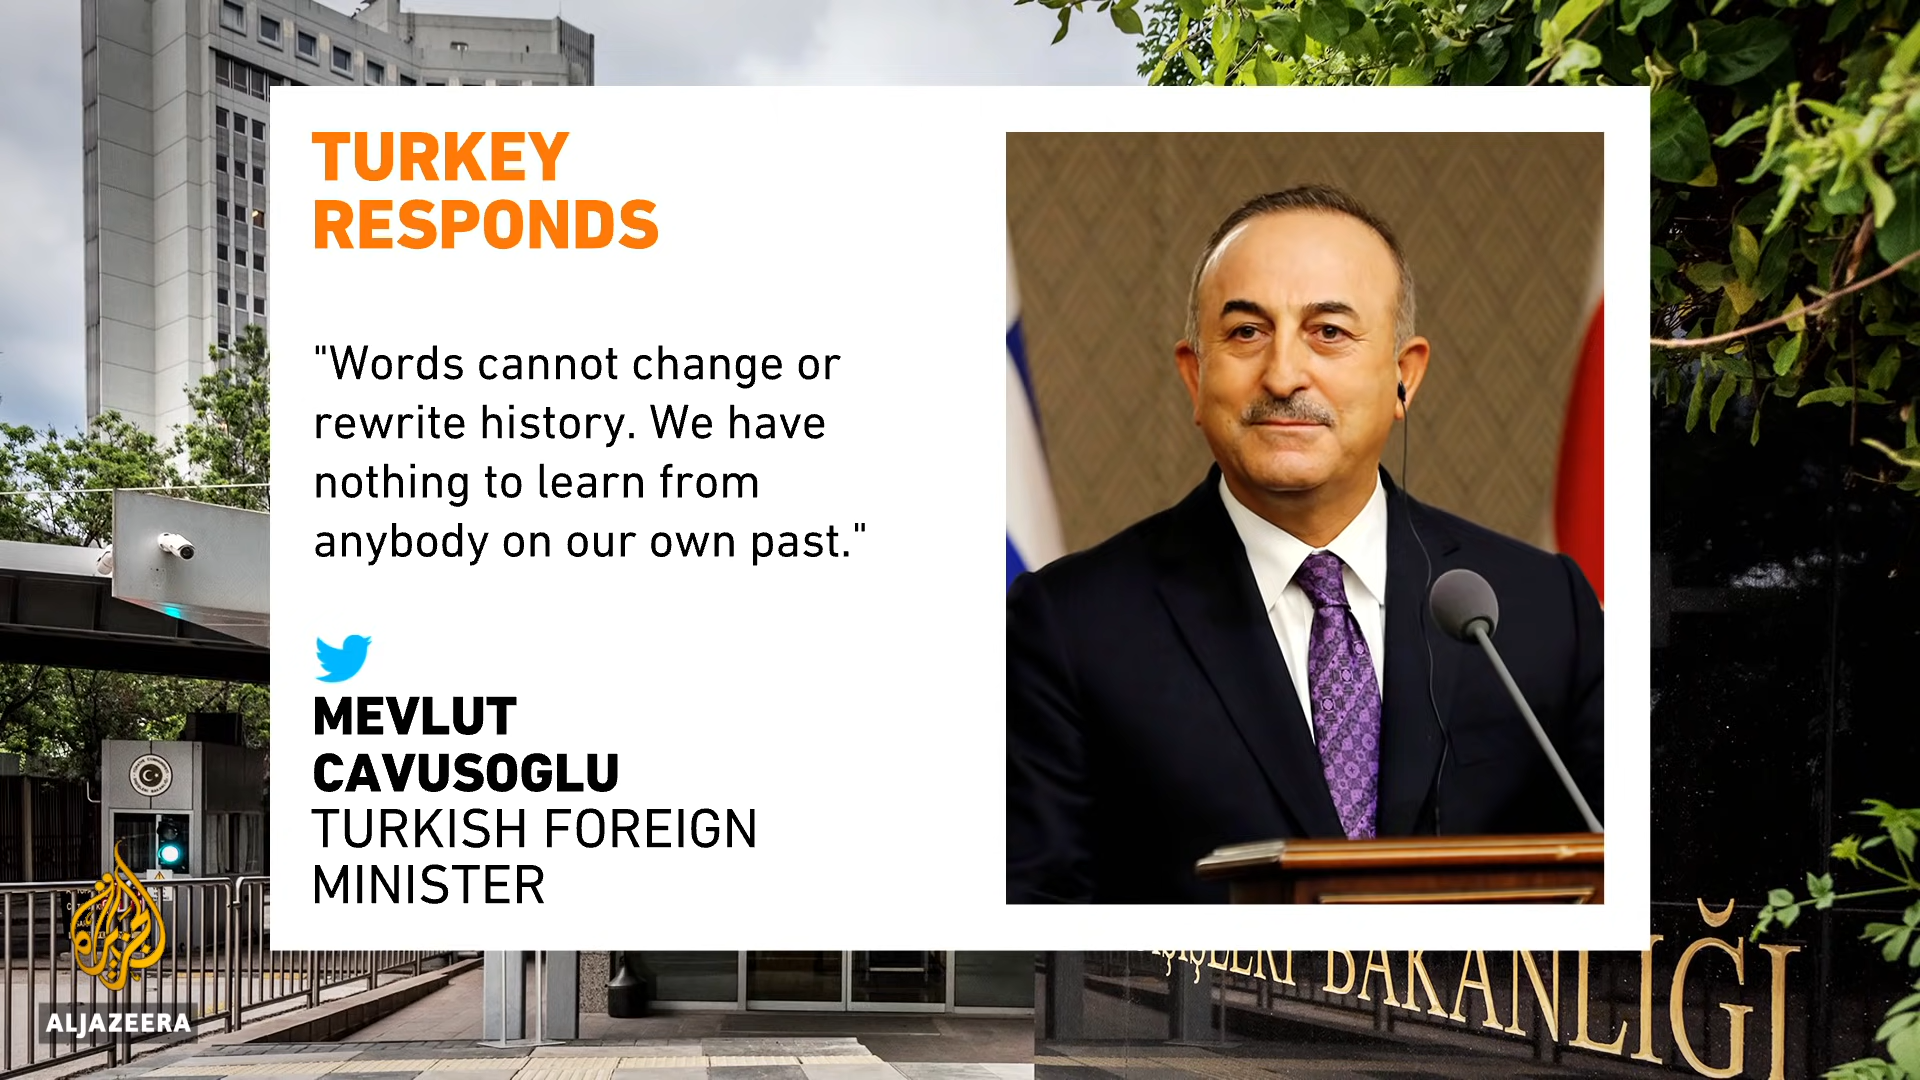 TURKEY
RESPONDS
"Words cannot change or
rewrite history. We have
nothing to learn from
anybody on our own past."
MEVLUT
CAVUSOGLU
TURKISH FOREIGN
MINISTER
BAKANLIĞI
الجزيرة
ALJAZEERA